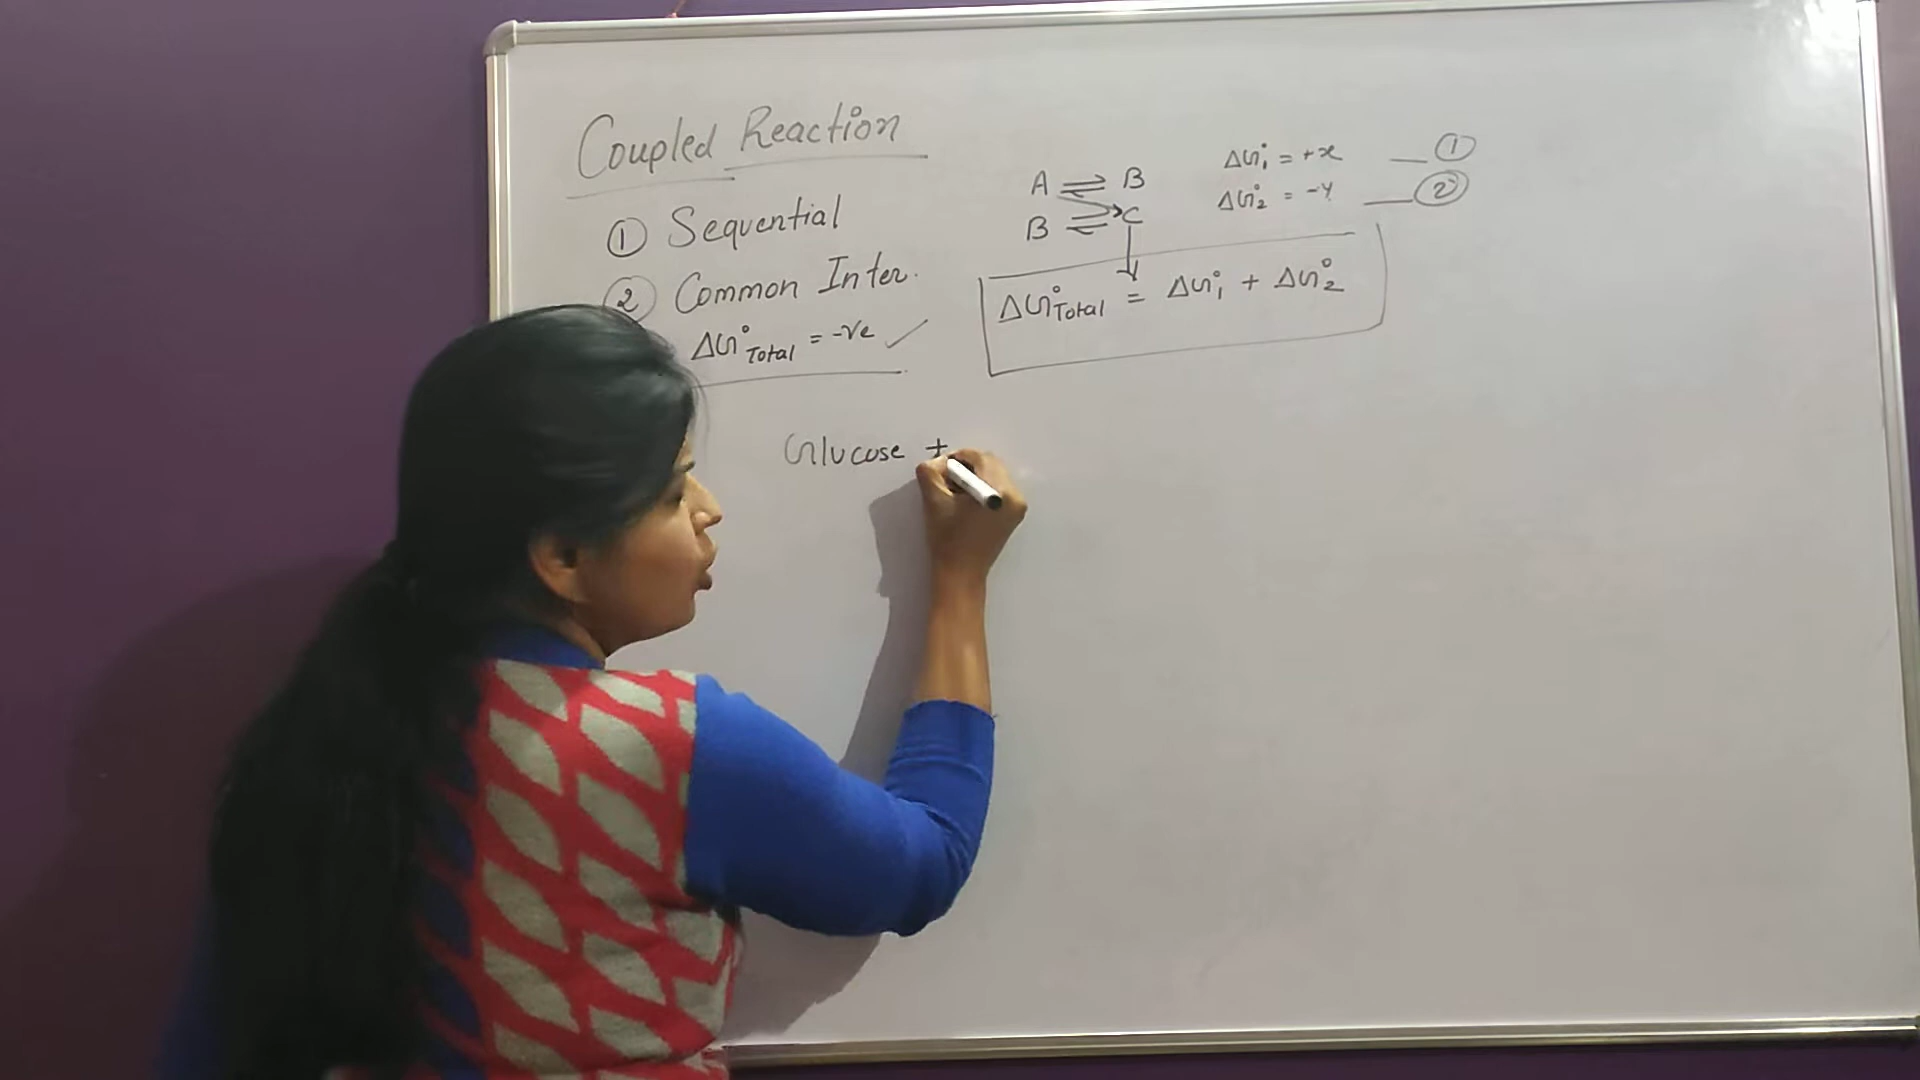 Coupled Reaction
① Sequential
② Common Inter.
ΔG°Total = -ve ✓
A ⇌ B
B ⇌ C
ΔG°₁ = +x — ①
ΔG°₂ = -y — ②
ΔG°Total = ΔG°₁ + ΔG°₂
Glucose +